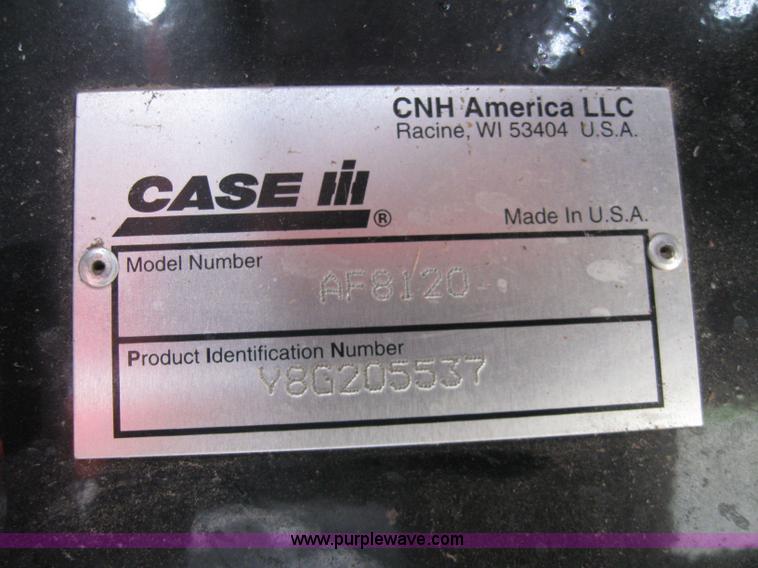 CNH America LLC
Racine, WI 53404 U.S.A.
CASE IH ®
Made In U.S.A.
Model Number
AF8120-
Product Identification Number
Y8G205537
www.purplewave.com